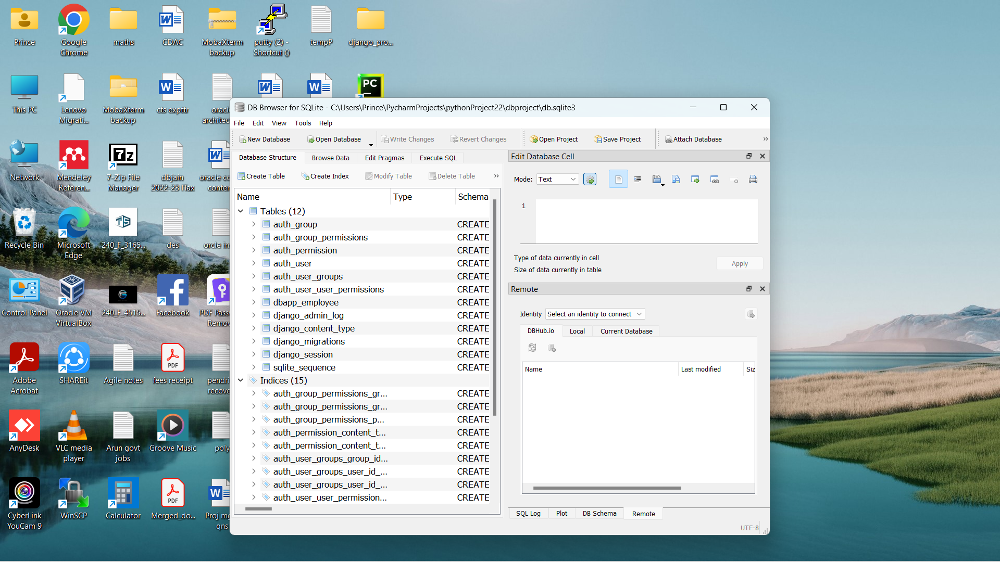 Prince
Google
Chrome
maths
CDAC
MobaXterm
backup
putty (2) -
Shortcut ()
tempP
django_pro...
This PC
Lenovo
Migrati...
MobaXterm
backup
cts expttr
oracle
architec
PC
Network
Mendeley
Referen...
7z
7-Zip File
Manager
dbjain
2022-23 ITax
oracle co
conten
Recycle Bin
Microsoft
Edge
240_F_3165...
des
orcle in
Control Panel
Oracle VM
VirtualBox
240_F_4515...
Facebook
PDF Pass
Remo
Adobe
Acrobat
SHAREit
Agile notes
PDF
fees receipt
pendri
recove
AnyDesk
VLC media
player
Arun govt
jobs
Groove Music
poly
CyberLink
YouCam 9
WinSCP
Calculator
PDF
Merged_do...
Proj mg
qns
DB Browser for SQLite - C:\Users\Prince\PycharmProjects\pythonProject22\dbproject\db.sqlite3
File Edit View Tools Help
New Database Open Database Write Changes Revert Changes Open Project Save Project Attach Database »
Database Structure Browse Data Edit Pragmas Execute SQL
Create Table Create Index Modify Table Delete Table »
Name Type Schema
Tables (12)
auth_group CREATE
auth_group_permissions CREATE
auth_permission CREATE
auth_user CREATE
auth_user_groups CREATE
auth_user_user_permissions CREATE
dbapp_employee CREATE
django_admin_log CREATE
django_content_type CREATE
django_migrations CREATE
django_session CREATE
sqlite_sequence CREATE
Indices (15)
auth_group_permissions_gr... CREATE
auth_group_permissions_gr... CREATE
auth_group_permissions_p... CREATE
auth_permission_content_t... CREATE
auth_permission_content_t... CREATE
auth_user_groups_group_id... CREATE
auth_user_groups_user_id_... CREATE
auth_user_groups_user_id_... CREATE
auth_user_user_permission... CREATE
Edit Database Cell
Mode: Text
1
Type of data currently in cell
Size of data currently in table
Apply
Remote
Identity Select an identity to connect
DBHub.io Local Current Database
Name Last modified Siz
SQL Log Plot DB Schema Remote
UTF-8